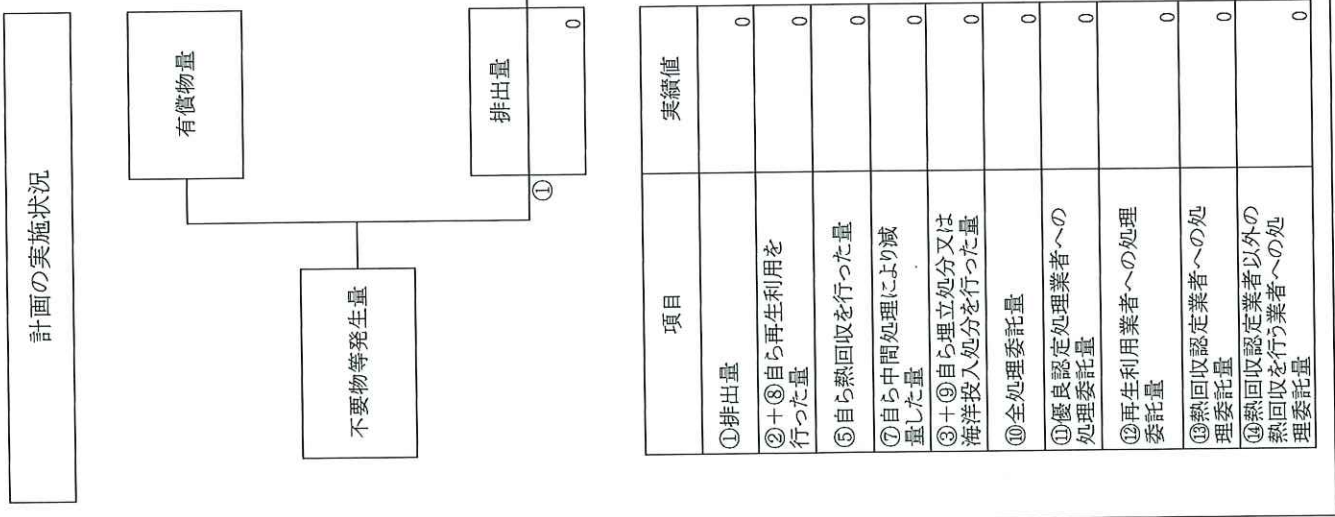 計画の実施状況
有償物量
不要物等発生量
①
排出量
0
項目
実績値
①排出量
0
②+⑧自ら再生利用を
行った量
0
⑤自ら熱回収を行った量
0
⑦自ら中間処理により減
量した量
0
③+⑨自ら埋立処分又は
海洋投入処分を行った量
0
⑩全処理委託量
0
⑪優良認定処理業者への
処理委託量
0
⑫再生利用業者への処理
委託量
0
⑬熱回収認定業者への処
理委託量
0
⑭熱回収認定業者以外の
熱回収を行う業者への処
理委託量
0